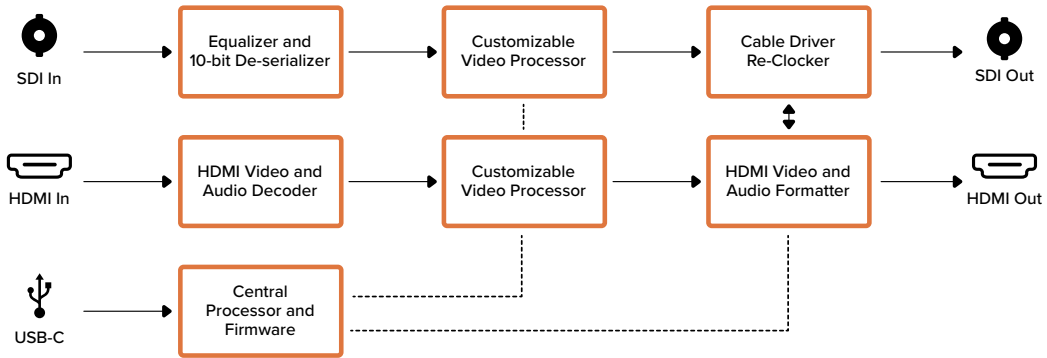 SDI In
Equalizer and
10-bit De-serializer
Customizable
Video Processor
Cable Driver
Re-Clocker
SDI Out
HDMI In
HDMI Video and
Audio Decoder
Customizable
Video Processor
HDMI Video and
Audio Formatter
HDMI Out
USB-C
Central
Processor and
Firmware